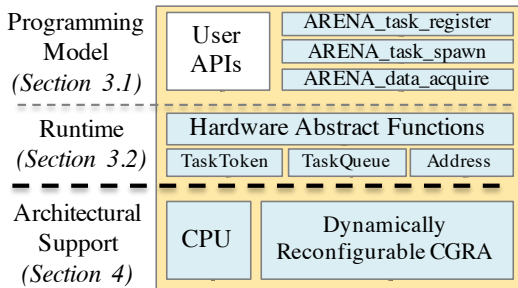 Programming
Model
(Section 3.1)
User
APIs
ARENA_task_register
ARENA_task_spawn
ARENA_data_acquire
Runtime
(Section 3.2)
Hardware Abstract Functions
TaskToken
TaskQueue
Address
Architectural
Support
(Section 4)
CPU
Dynamically
Reconfigurable CGRA